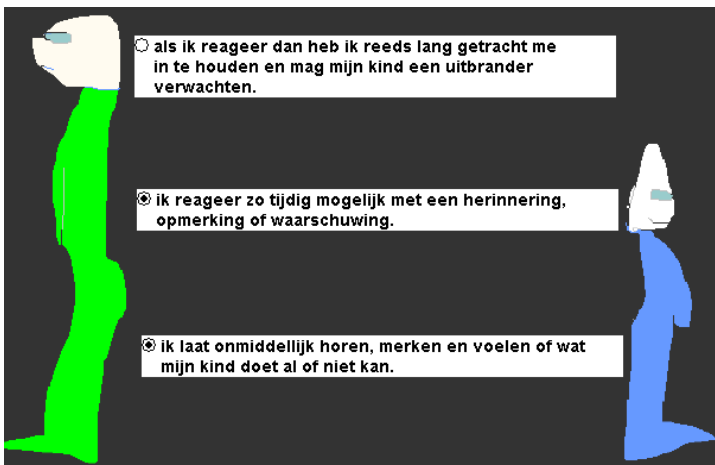 als ik reageer dan heb ik reeds lang getracht me
in te houden en mag mijn kind een uitbrander
verwachten.
ik reageer zo tijdig mogelijk met een herinnering,
opmerking of waarschuwing.
ik laat onmiddellijk horen, merken en voelen of wat
mijn kind doet al of niet kan.